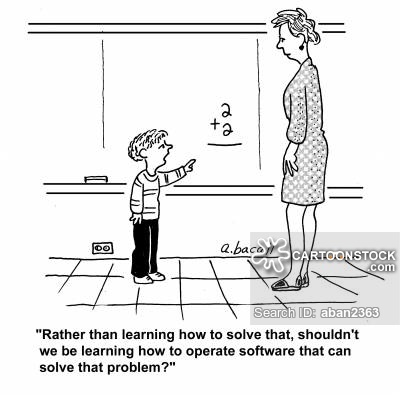 2
+2
a.bacall
CARTOONSTOCK
.com
Search ID: aban2363
"Rather than learning how to solve that, shouldn't
we be learning how to operate software that can
solve that problem?"